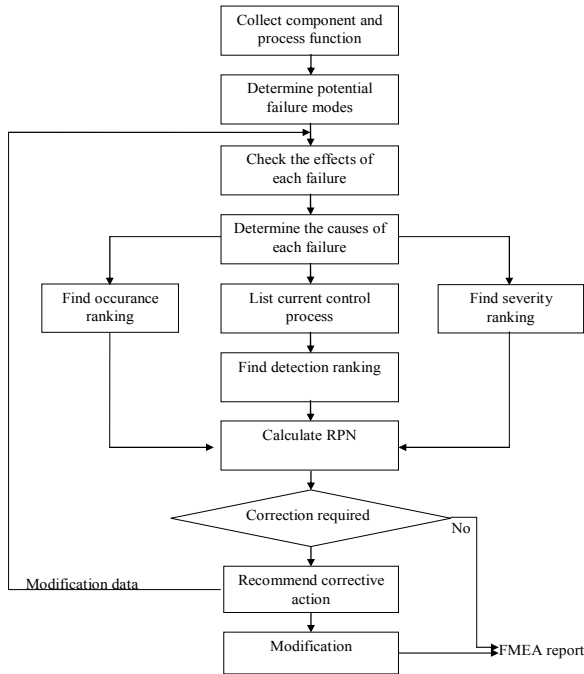 Collect component and
process function
Determine potential
failure modes
Check the effects of
each failure
Determine the causes of
each failure
Find occurance
ranking
List current control
process
Find severity
ranking
Find detection ranking
Calculate RPN
Correction required
No
Recommend corrective
action
Modification data
Modification
FMEA report